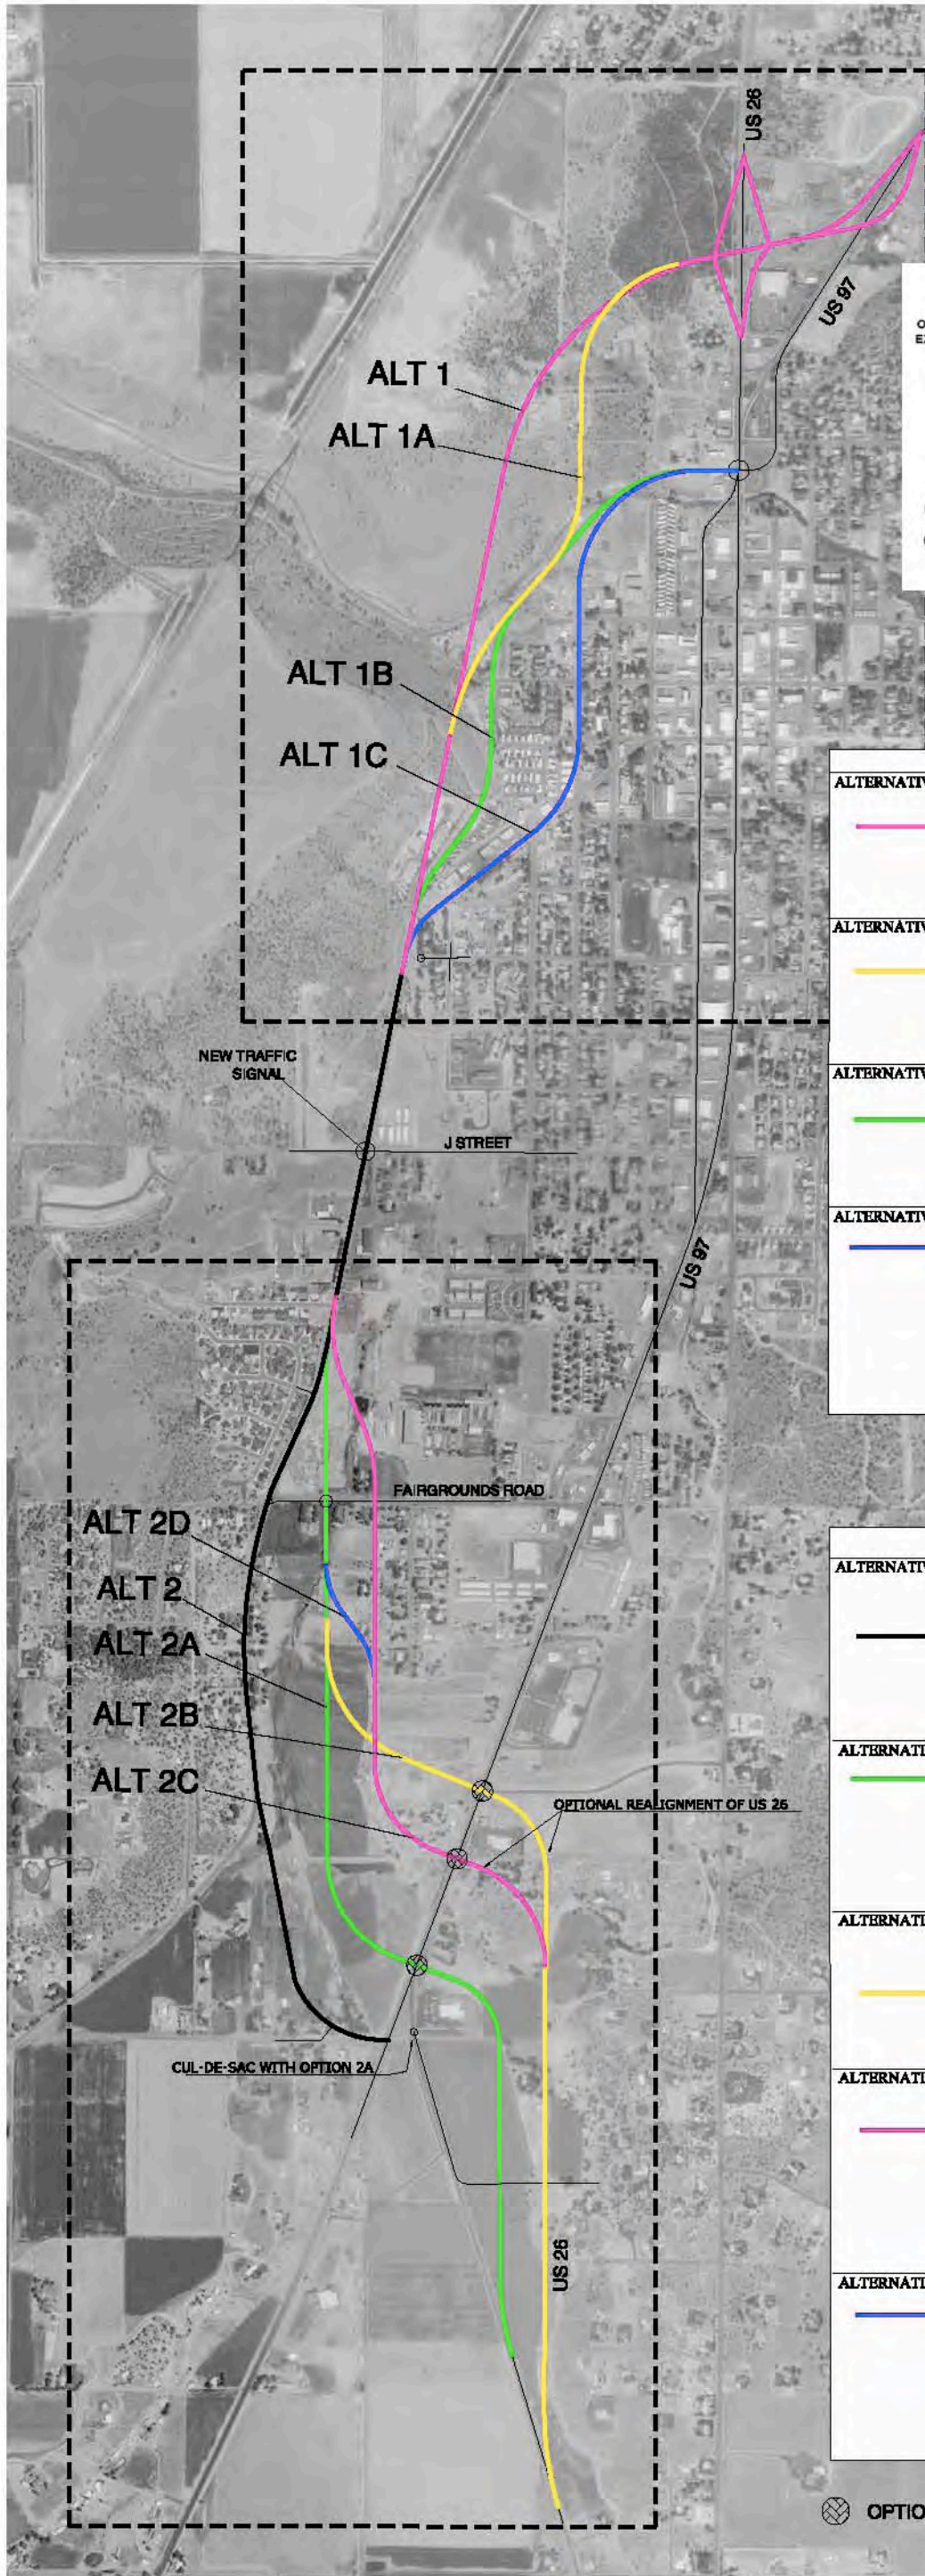 US 26
US 97
ALT 1
ALT 1A
ALT 1B
ALT 1C
NEW TRAFFIC
SIGNAL
J STREET
US 97
FAIRGROUNDS ROAD
ALT 2D
ALT 2
ALT 2A
ALT 2B
ALT 2C
OPTIONAL REALIGNMENT OF US 26
CUL-DE-SAC WITH OPTION 2A
US 26
ALTERNATIV
ALTERNATIV
ALTERNATIV
ALTERNATIV
ALTERNATIV
ALTERNATI
ALTERNATI
ALTERNATI
ALTERNATI
OPTIO